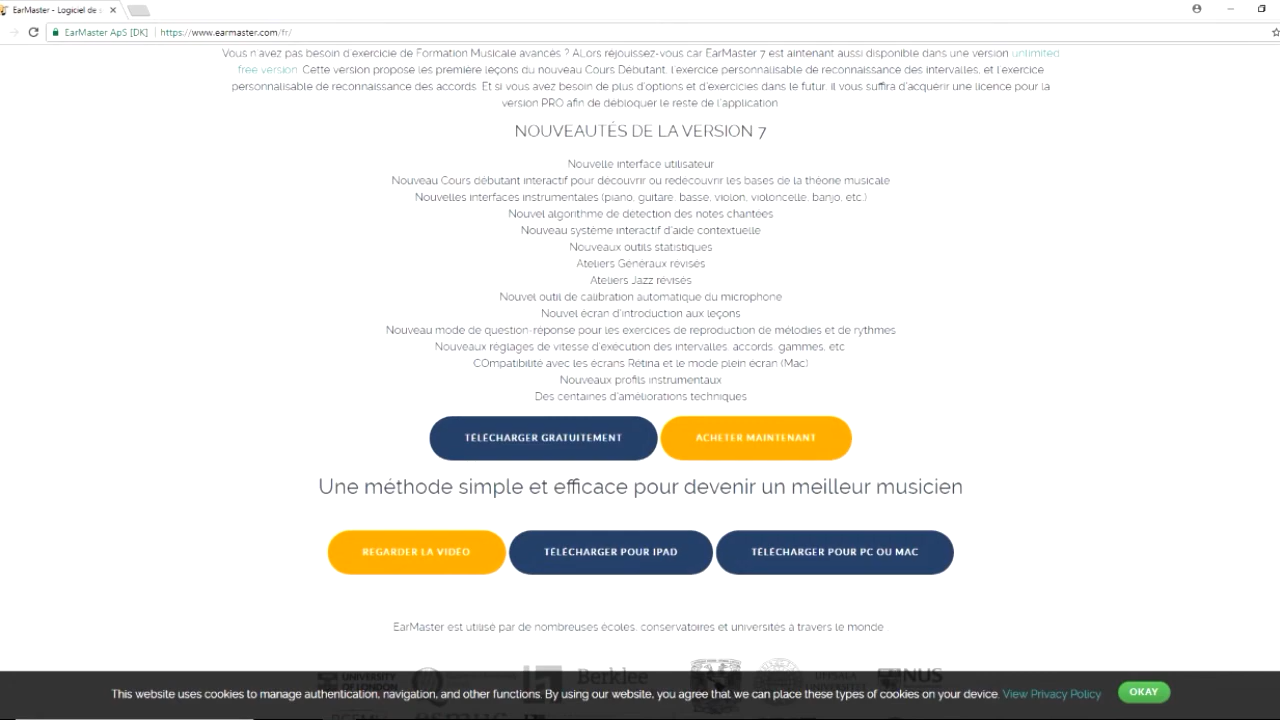 EarMaster - Logiciel de
EarMaster ApS [DK] https://www.earmaster.com/fr/
Vous n'avez pas besoin d'exercicie de Formation Musicale avancés ? ALors réjouissez-vous car EarMaster 7 est aintenant aussi disponible dans une version unlimited
free version. Cette version propose les première leçons du nouveau Cours Débutant, l'exercice personnalisable de reconnaissance des intervalles, et l'exercice
personnalisable de reconnaissance des accords. Et si vous avez besoin de plus d'options et d'exercicies dans le futur, il vous suffira d'acquérir une licence pour la
version PRO afin de débloquer le reste de l'application
NOUVEAUTÉS DE LA VERSION 7
Nouvelle interface utilisateur
Nouveau Cours débutant interactif pour découvrir ou redécouvrir les bases de la théorie musicale
Nouvelles interfaces instrumentales (piano, guitare, basse, violon, violoncelle, banjo, etc.)
Nouvel algorithme de détection des notes chantées
Nouveau système interactif d'aide contextuelle
Nouveaux outils statistiques
Ateliers Généraux révisés
Ateliers Jazz révisés
Nouvel outil de calibration automatique du microphone
Nouvel écran d'introduction aux leçons
Nouveau mode de question-réponse pour les exercices de reproduction de mélodies et de rythmes
Nouveaux réglages de vitesse d'exécution des intervalles, accords, gammes, etc
COmpatibilité avec les écrans Retina et le mode plein écran (Mac)
Nouveaux profils instrumentaux
Des centaines d'améliorations techniques
TÉLÉCHARGER GRATUITEMENT ACHETER MAINTENANT
Une méthode simple et efficace pour devenir un meilleur musicien
REGARDER LA VIDÉO TÉLÉCHARGER POUR IPAD TÉLÉCHARGER POUR PC OU MAC
EarMaster est utilisé par de nombreuses écoles, conservatoires et universités à travers le monde
UNIVERSITY OF LONDON Berklee UPPSALA NUS
This website uses cookies to manage authentication, navigation, and other functions. By using our website, you agree that we can place these types of cookies on your device. View Privacy Policy OKAY